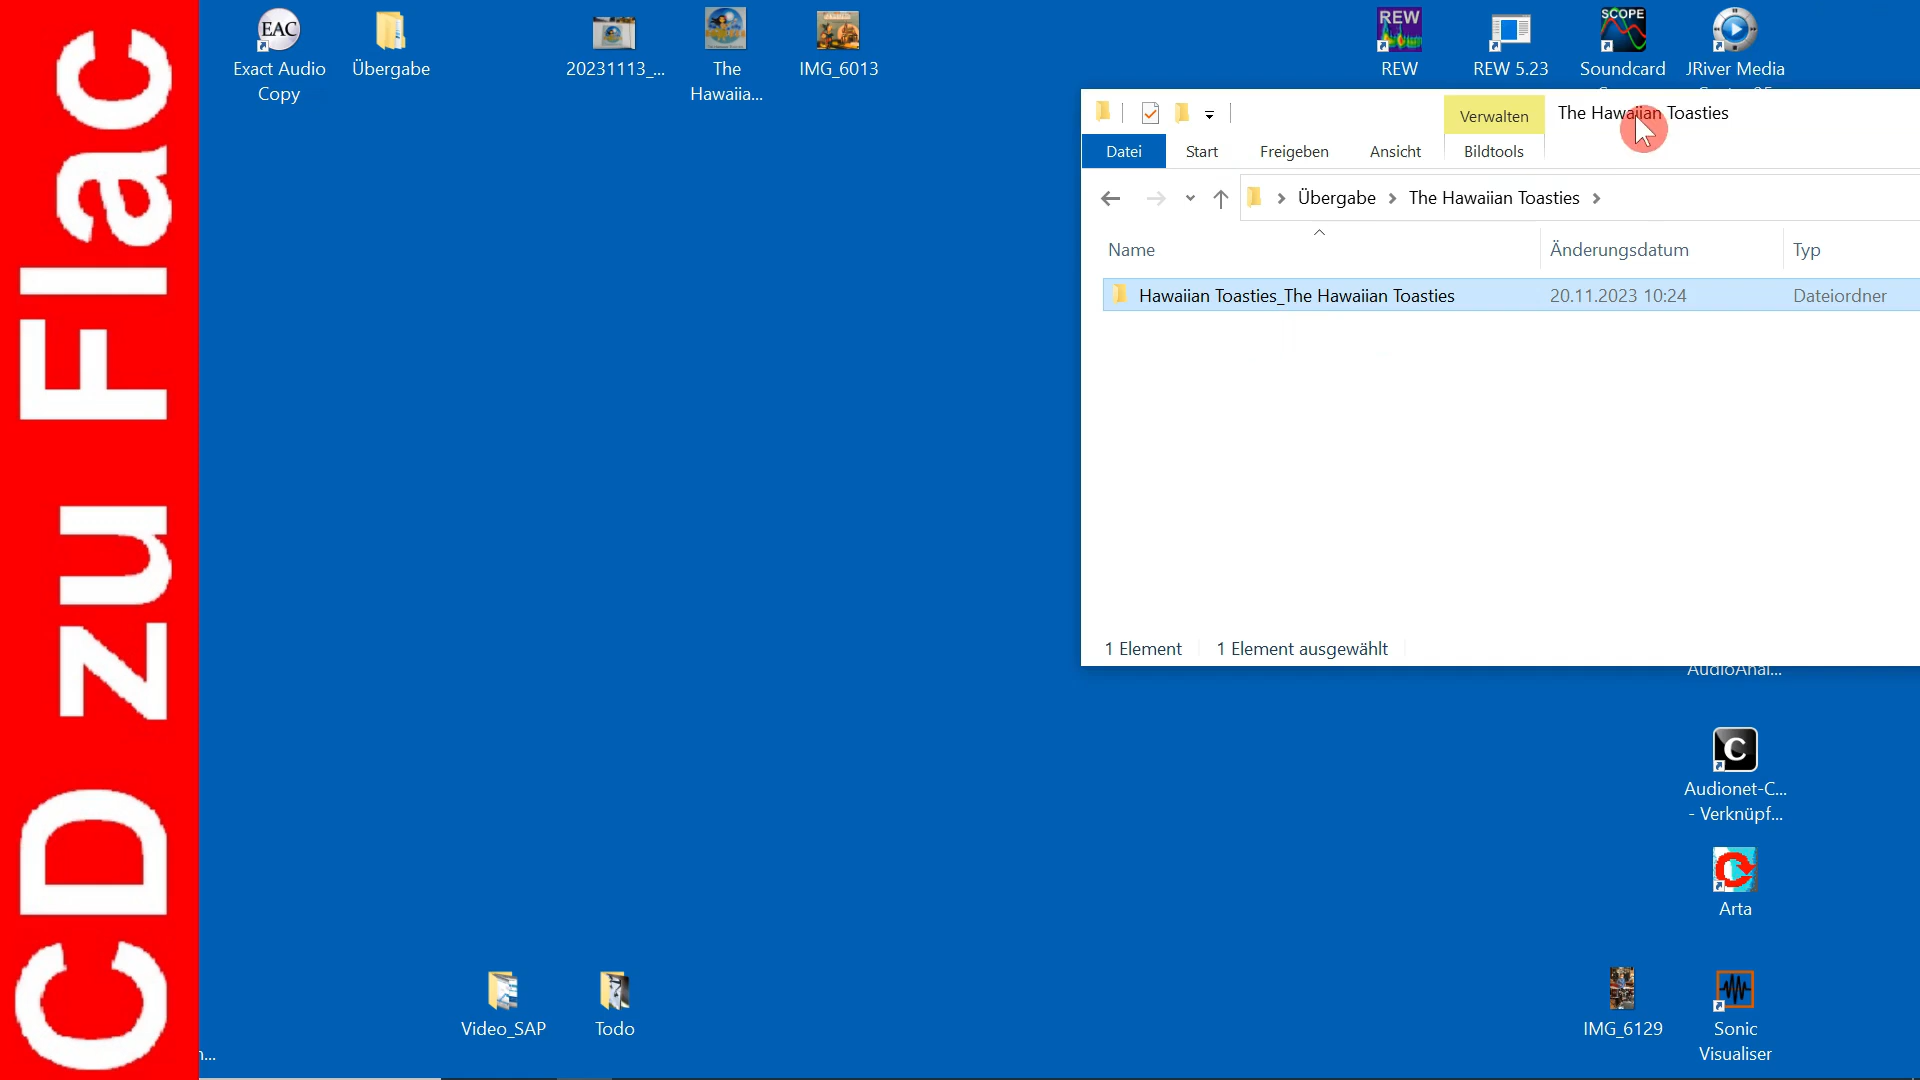 CD zu Flac
EAC
Exact Audio
Copy
Übergabe
20231113_...
The
Hawaiia...
IMG_6013
REW
REW
REW 5.23
SCOPE
Soundcard
JRiver Media
Verwalten
The Hawaiian Toasties
Datei
Start
Freigeben
Ansicht
Bildtools
Übergabe
The Hawaiian Toasties
Name
Änderungsdatum
Typ
Hawaiian Toasties_The Hawaiian Toasties
20.11.2023 10:24
Dateiordner
1 Element
1 Element ausgewählt
AudioAnal...
C
Audionet-C...
- Verknüpf...
Arta
Video_SAP
Todo
IMG_6129
Sonic
Visualiser